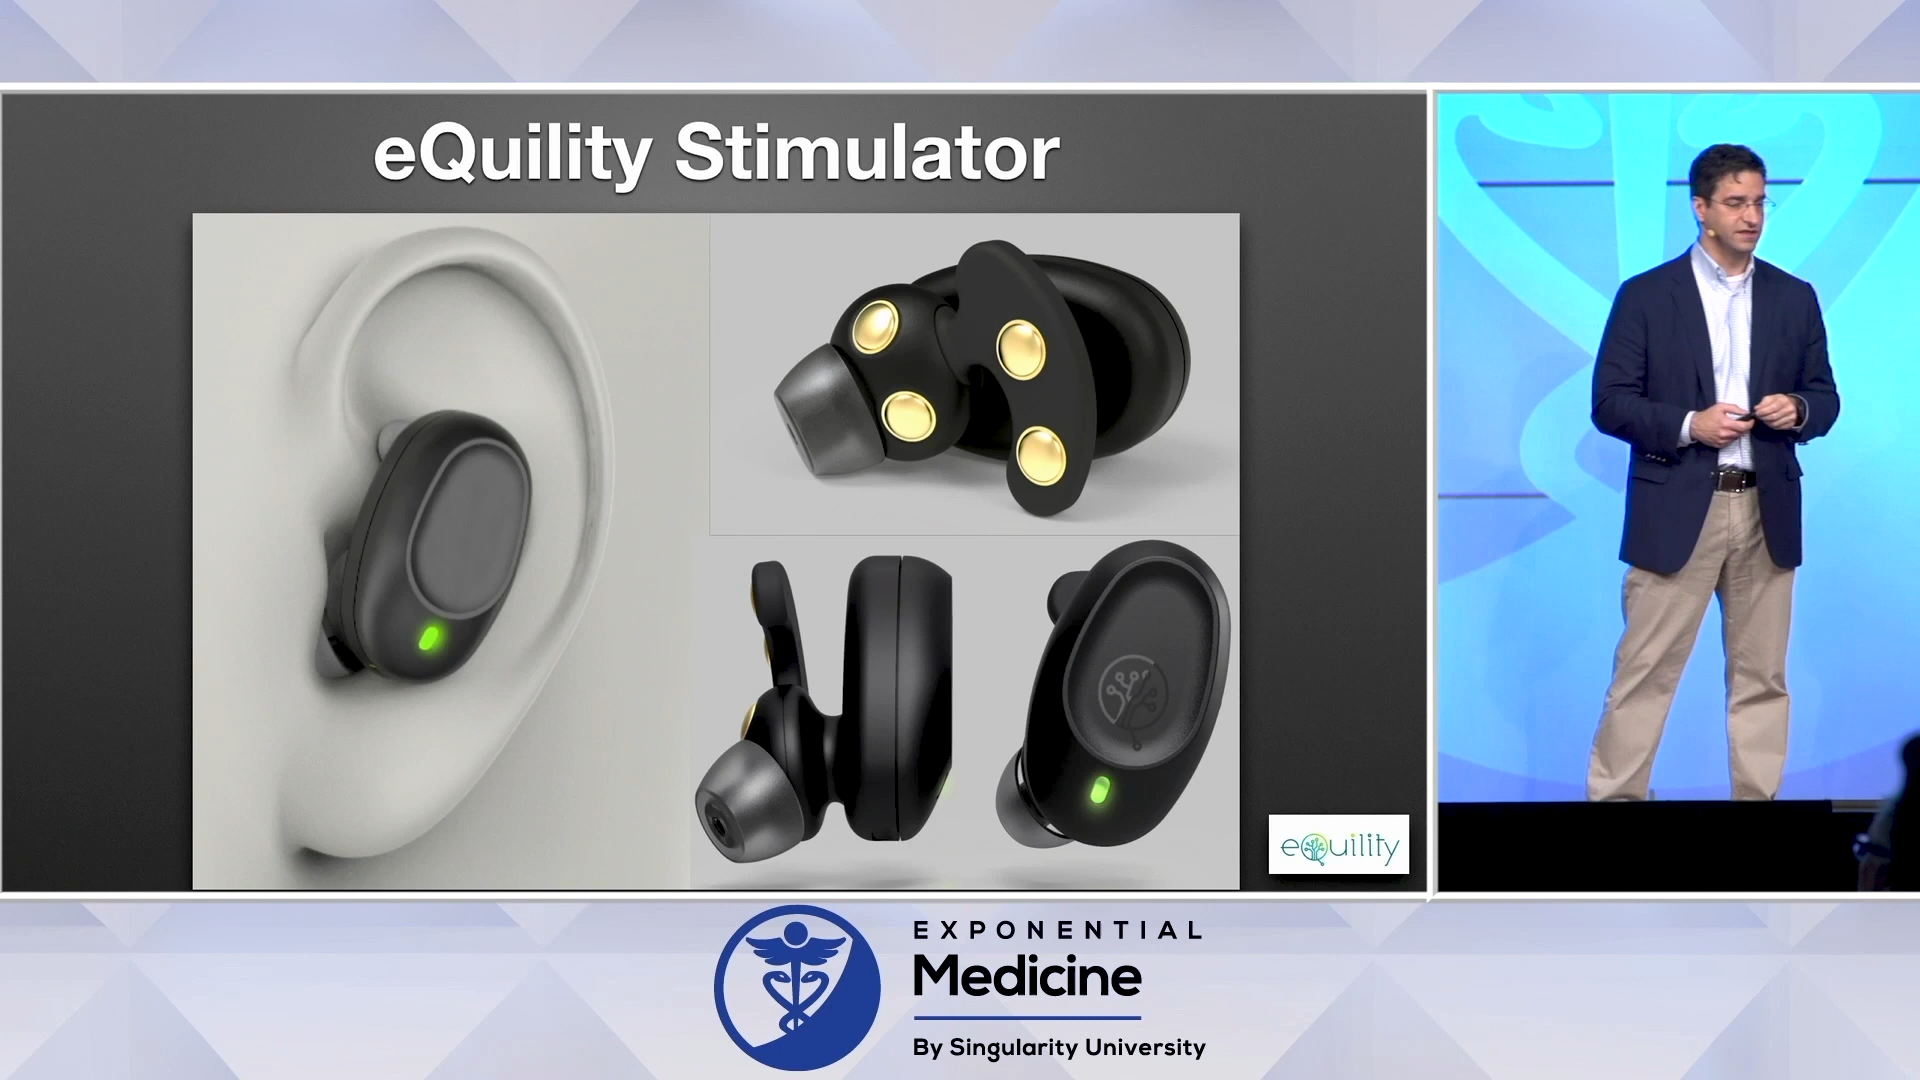 eQuility Stimulator
eQuility
EXPONENTIAL
Medicine
By Singularity University